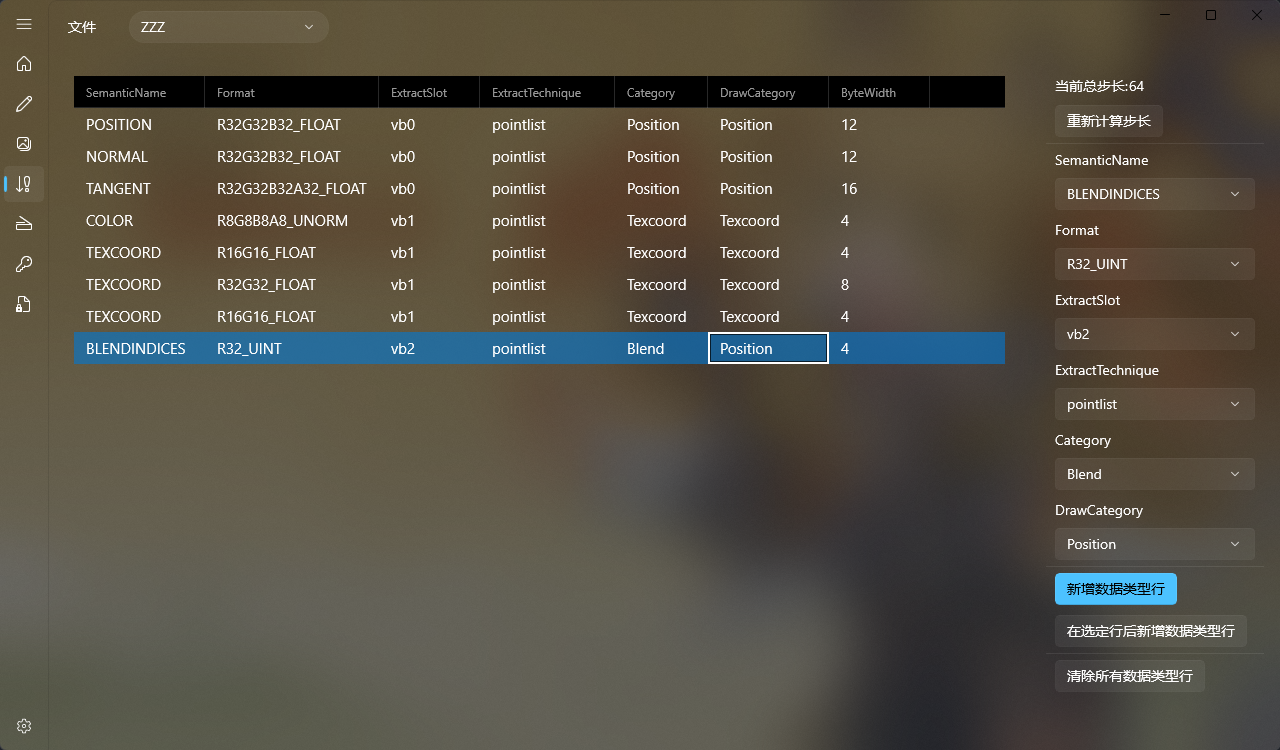 文件 ZZZ
SemanticName Format ExtractSlot ExtractTechnique Category DrawCategory ByteWidth
POSITION R32G32B32_FLOAT vb0 pointlist Position Position 12
NORMAL R32G32B32_FLOAT vb0 pointlist Position Position 12
TANGENT R32G32B32A32_FLOAT vb0 pointlist Position Position 16
COLOR R8G8B8A8_UNORM vb1 pointlist Texcoord Texcoord 4
TEXCOORD R16G16_FLOAT vb1 pointlist Texcoord Texcoord 4
TEXCOORD R32G32_FLOAT vb1 pointlist Texcoord Texcoord 8
TEXCOORD R16G16_FLOAT vb1 pointlist Texcoord Texcoord 4
BLENDINDICES R32_UINT vb2 pointlist Blend Position 4
当前总步长:64
重新计算步长
SemanticName
BLENDINDICES
Format
R32_UINT
ExtractSlot
vb2
ExtractTechnique
pointlist
Category
Blend
DrawCategory
Position
新增数据类型行
在选定行后新增数据类型行
清除所有数据类型行